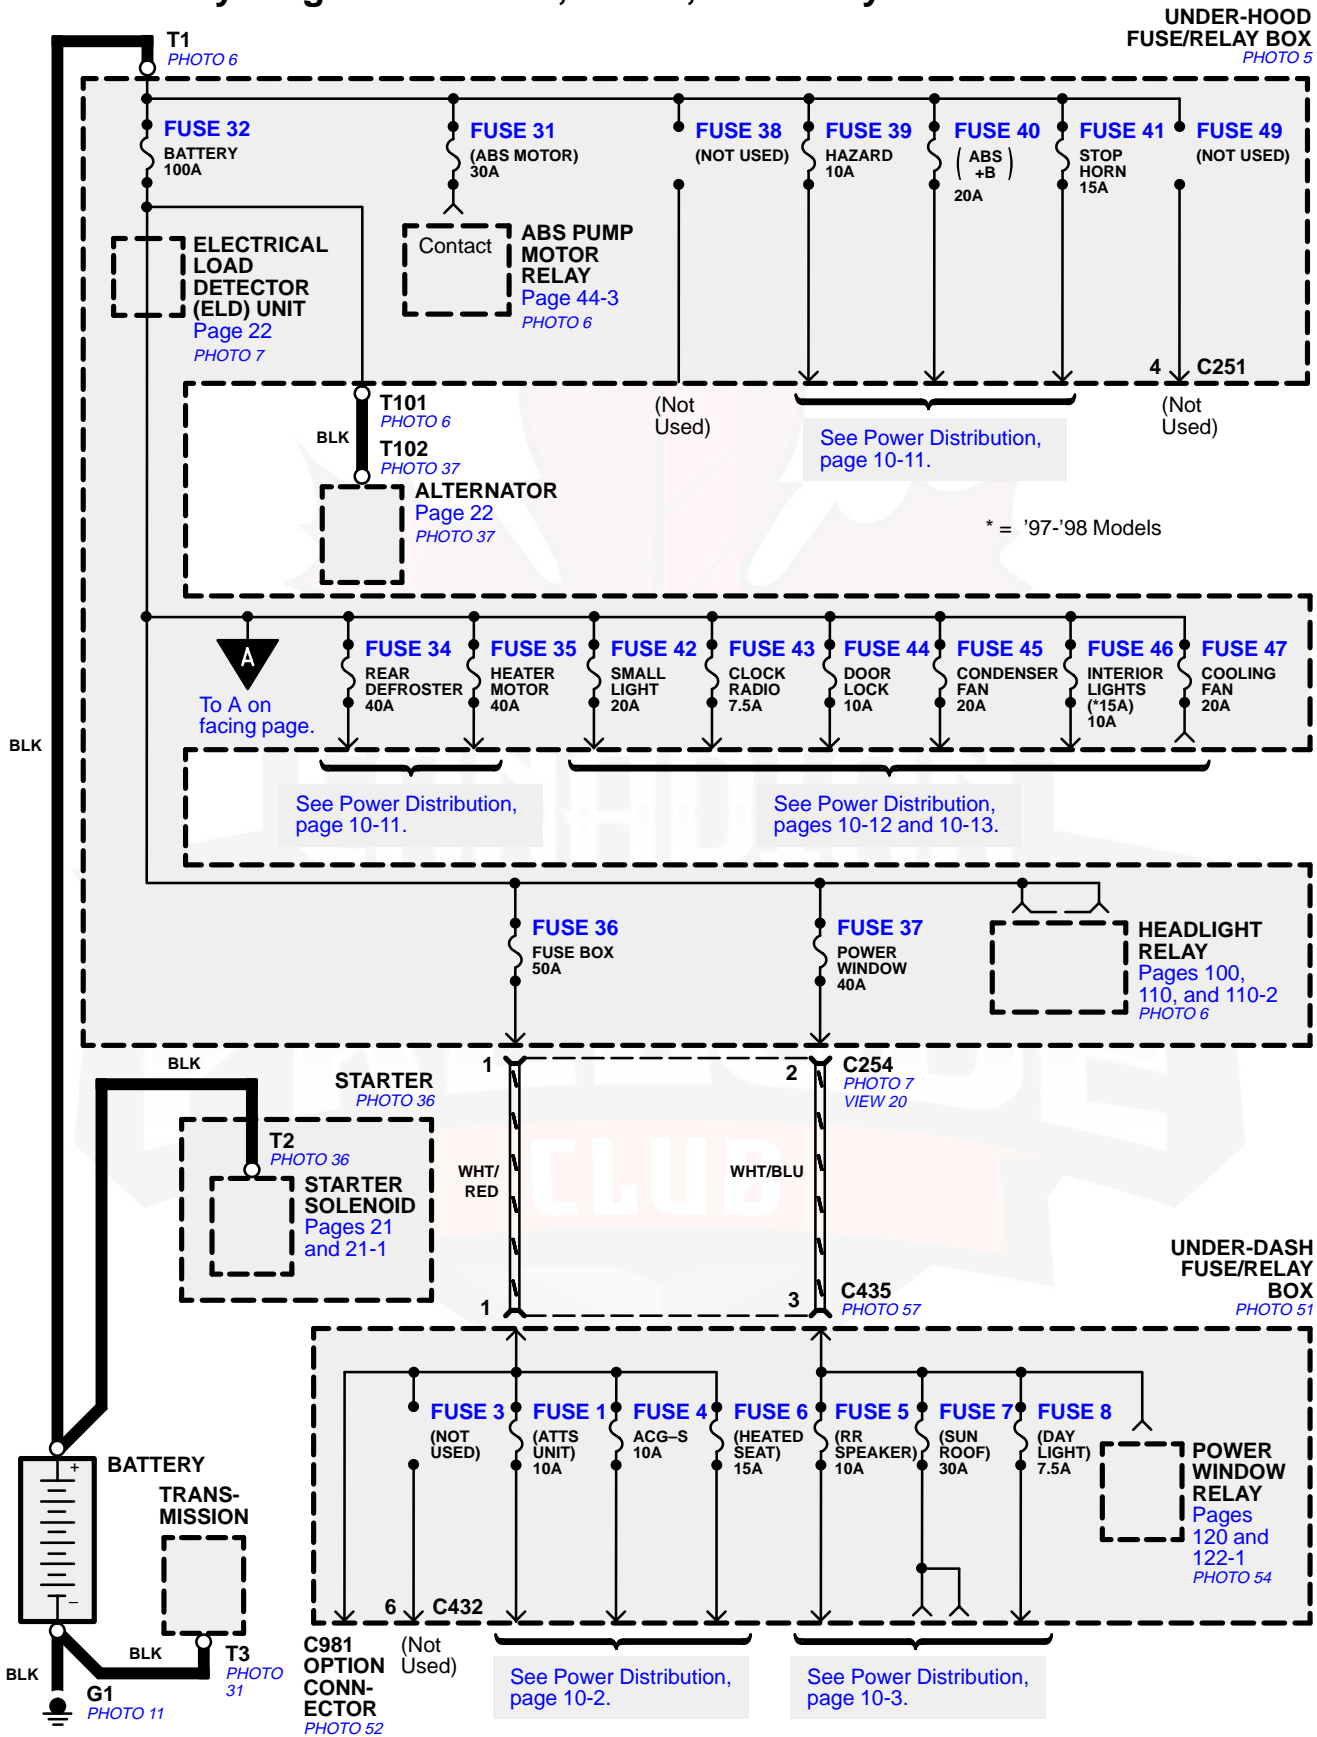 T1
PHOTO 6
UNDER-HOOD
FUSE/RELAY BOX
PHOTO 5
FUSE 32
BATTERY
100A
FUSE 31
(ABS MOTOR)
30A
FUSE 38
(NOT USED)
FUSE 39
HAZARD
10A
FUSE 40
( ABS +B )
20A
FUSE 41
STOP
HORN
15A
FUSE 49
(NOT USED)
ELECTRICAL
LOAD
DETECTOR
(ELD) UNIT
Page 22
PHOTO 7
Contact
ABS PUMP
MOTOR
RELAY
Page 44-3
PHOTO 6
4 C251
T101
PHOTO 6
BLK
T102
PHOTO 37
ALTERNATOR
Page 22
PHOTO 37
(Not
Used)
See Power Distribution,
page 10-11.
(Not
Used)
* = '97-'98 Models
A
To A on
facing page.
FUSE 34
REAR
DEFROSTER
40A
FUSE 35
HEATER
MOTOR
40A
FUSE 42
SMALL
LIGHT
20A
FUSE 43
CLOCK
RADIO
7.5A
FUSE 44
DOOR
LOCK
10A
FUSE 45
CONDENSER
FAN
20A
FUSE 46
INTERIOR
LIGHTS
(*15A)
10A
FUSE 47
COOLING
FAN
20A
BLK
See Power Distribution,
page 10-11.
See Power Distribution,
pages 10-12 and 10-13.
CANADIAN
FUSE 36
FUSE BOX
50A
FUSE 37
POWER
WINDOW
40A
HEADLIGHT
RELAY
Pages 100,
110, and 110-2
PHOTO 6
PRELUDE
CLUB
BLK
STARTER
PHOTO 36
T2
PHOTO 36
STARTER
SOLENOID
Pages 21
and 21-1
1
2
C254
PHOTO 7
VIEW 20
WHT/
RED
WHT/BLU
1
3
C435
PHOTO 57
UNDER-DASH
FUSE/RELAY
BOX
PHOTO 51
FUSE 3
(NOT
USED)
FUSE 1
(ATTS
UNIT)
10A
FUSE 4
ACG–S
10A
FUSE 6
(HEATED
SEAT)
15A
FUSE 5
(RR
SPEAKER)
10A
FUSE 7
(SUN
ROOF)
30A
FUSE 8
(DAY
LIGHT)
7.5A
POWER
WINDOW
RELAY
Pages
120 and
122-1
PHOTO 54
BATTERY
+
−
TRANS-
MISSION
BLK
BLK
T3
PHOTO
31
G1
PHOTO 11
6 C432
(Not
Used)
C981
OPTION
CONN-
ECTOR
PHOTO 52
See Power Distribution,
page 10-2.
See Power Distribution,
page 10-3.